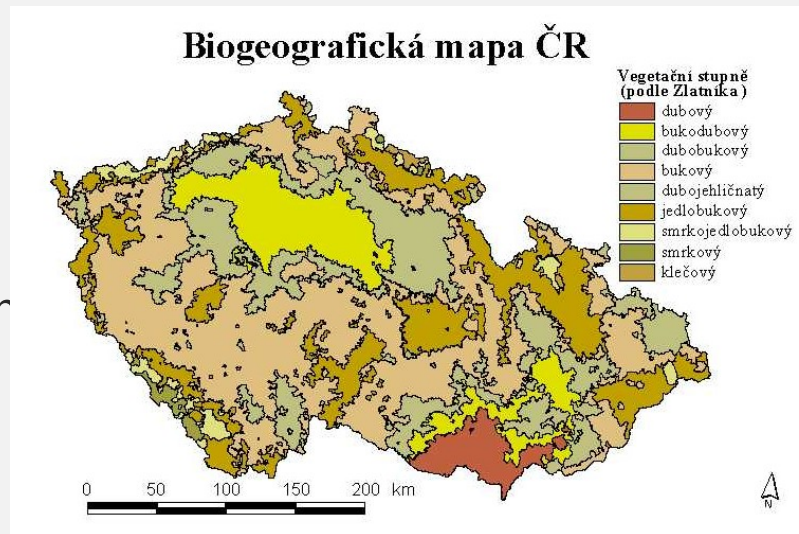 Biogeografická mapa ČR
Vegetační stupně
(podle Zlatníka )
dubový
bukodubový
dubobukový
bukový
dubojehličnatý
jedlobukový
smrkojedlobukový
smrkový
klečový
0 50 100 150 200 km
N